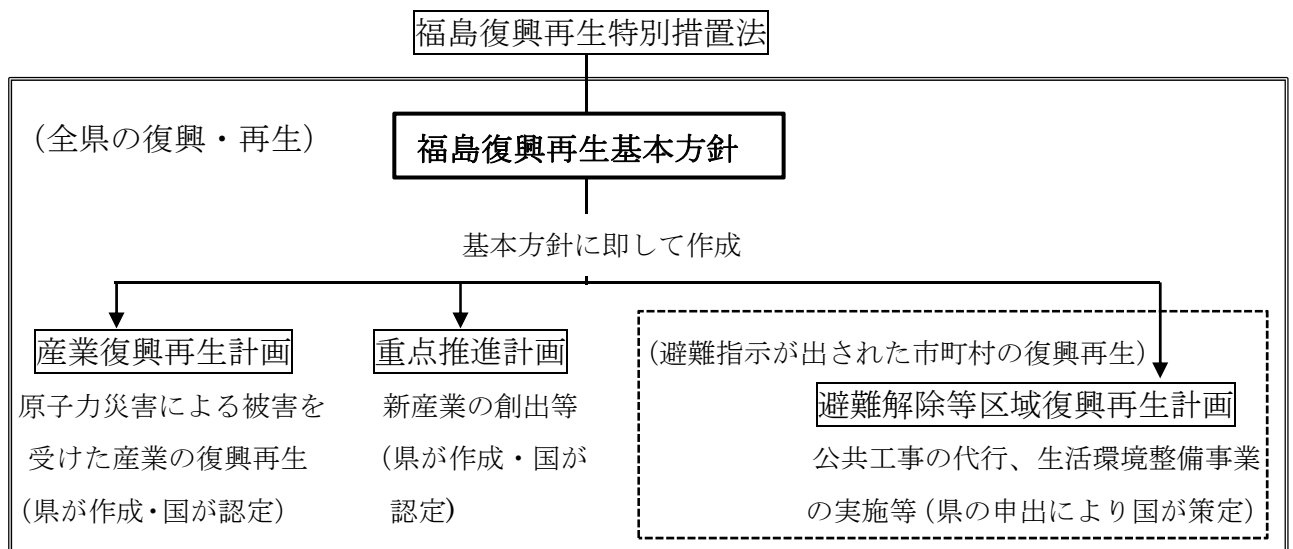 福島復興再生特別措置法
(全県の復興・再生)
福島復興再生基本方針
基本方針に即して作成
産業復興再生計画
原子力災害による被害を
受けた産業の復興再生
(県が作成・国が認定)
重点推進計画
新産業の創出等
(県が作成・国が
認定)
(避難指示が出された市町村の復興再生)
避難解除等区域復興再生計画
公共工事の代行、生活環境整備事業
の実施等(県の申出により国が策定)